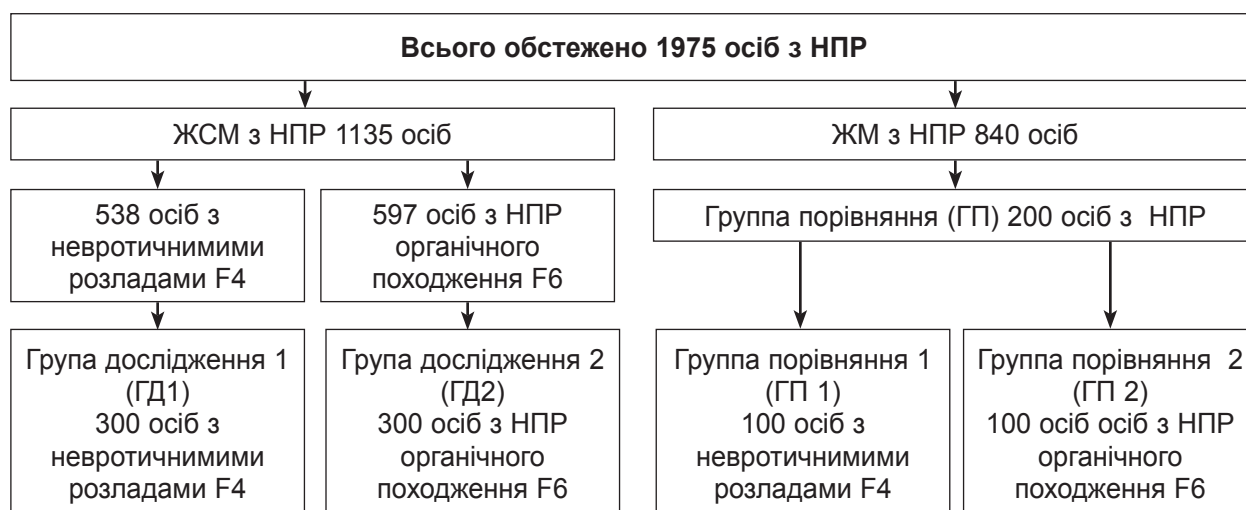 Всього обстежено 1975 осіб з НПР
ЖСМ з НПР 1135 осіб
ЖМ з НПР 840 осіб
538 осіб з
невротичнимими
розладами F4
597 осіб з НПР
органічного
походження F6
Группа порівняння (ГП) 200 осіб з НПР
Група дослідження 1
(ГД1)
300 осіб з
невротичнимими
розладами F4
Група дослідження 2
(ГД2)
300 осіб з НПР
органічного
походження F6
Группа порівняння 1
(ГП 1)
100 осіб з
невротичнимими
розладами F4
Группа порівняння 2
(ГП 2)
100 осіб осіб з НПР
органічного
походження F6